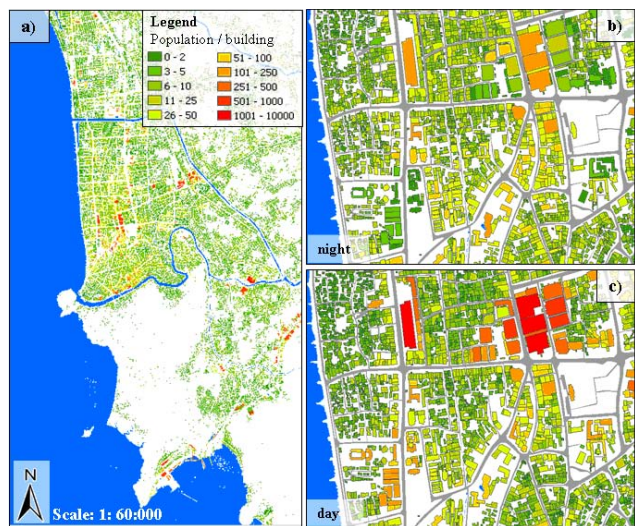 a)
Legend
Population / building
0 - 2
3 - 5
6 - 10
11 - 25
26 - 50
51 - 100
101 - 250
251 - 500
501 - 1000
1001 - 10000
N
Scale: 1: 60:000
b)
night
c)
day